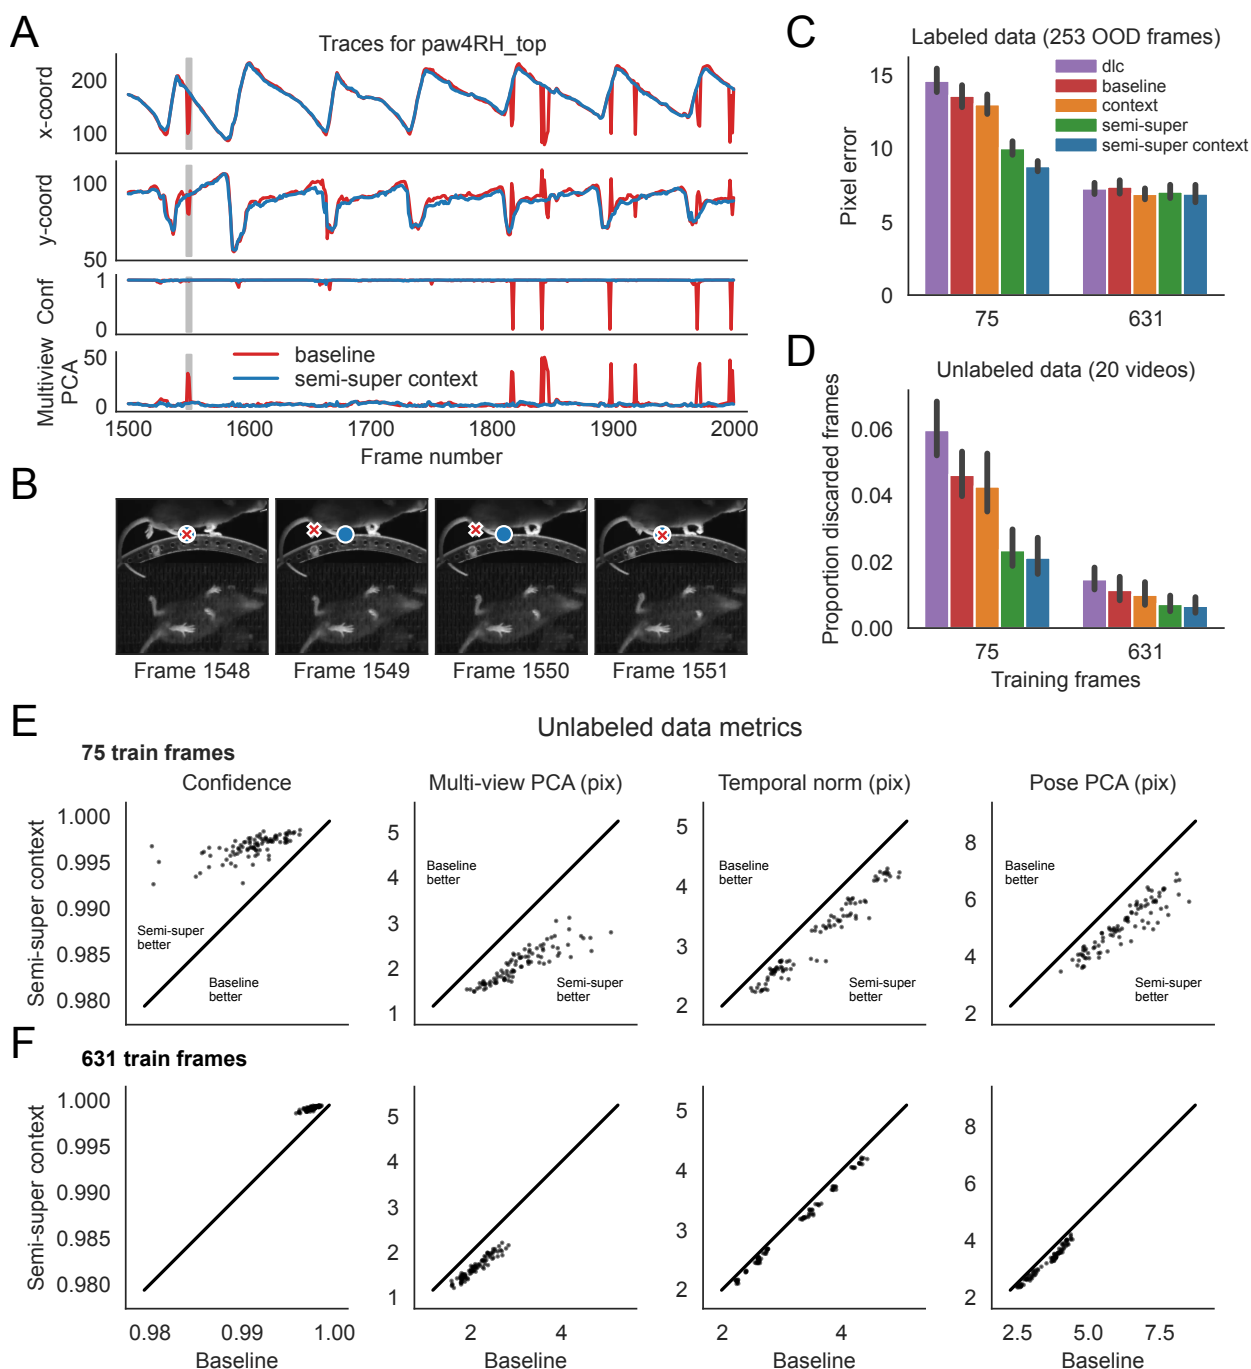 A
Traces for paw4RH_top
x-coord
200
100
y-coord
100
50
Conf
1
0
Multiview
PCA
50
0
baseline
semi-super context
1500
1600
1700
1800
1900
2000
Frame number
B
Frame 1548
Frame 1549
Frame 1550
Frame 1551
C
Labeled data (253 OOD frames)
Pixel error
15
10
5
0
dlc
baseline
context
semi-super
semi-super context
75
631
D
Unlabeled data (20 videos)
Proportion discarded frames
0.06
0.04
0.02
0.00
75
631
Training frames
E
Unlabeled data metrics
75 train frames
Confidence
Semi-super context
1.000
0.995
0.990
0.985
0.980
Semi-super
better
Baseline
better
Multi-view PCA (pix)
5
4
3
2
1
Baseline
better
Semi-super
better
Temporal norm (pix)
5
4
3
2
Baseline
better
Semi-super
better
Pose PCA (pix)
8
6
4
2
Baseline
better
Semi-super
better
F
631 train frames
Semi-super context
1.000
0.995
0.990
0.985
0.980
0.98
0.99
1.00
Baseline
5
4
3
2
1
2
4
Baseline
5
4
3
2
2
4
Baseline
8
6
4
2
2.5
5.0
7.5
Baseline